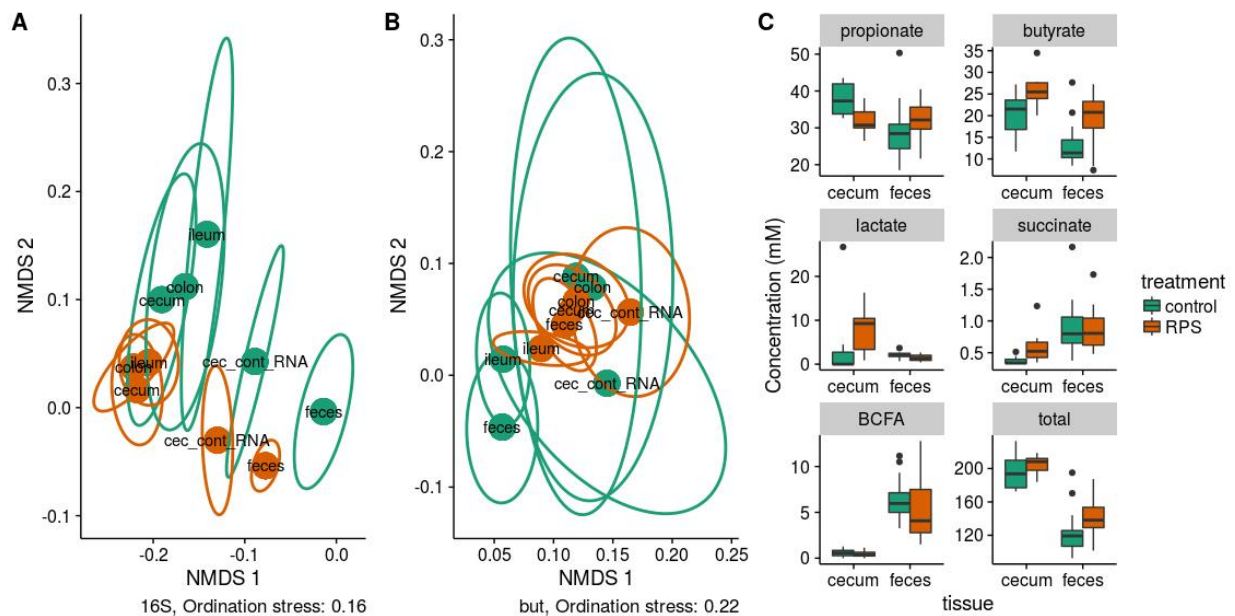 A
NMDS 2
0.3
0.2
0.1
0.0
-0.1
ileum
colon
cecum
ileum
colon
cecum
cec_cont_RNA
cec_cont_RNA
feces
feces
-0.2
-0.1
0.0
NMDS 1
16S, Ordination stress: 0.16
B
NMDS 2
0.3
0.2
0.1
0.0
-0.1
cecum
colon
colon
cecum
cec_cont_RNA
feces
ileum
ileum
cec_cont_RNA
feces
0.05
0.10
0.15
0.20
0.25
NMDS 1
but, Ordination stress: 0.22
C
Concentration (mM)
propionate
50
40
30
20
cecum feces
butyrate
35
30
25
20
15
10
cecum feces
lactate
20
10
0
cecum feces
succinate
2.0
1.5
1.0
0.5
cecum feces
BCFA
10
5
0
cecum feces
total
200
160
120
cecum feces
tissue
treatment
control
RPS